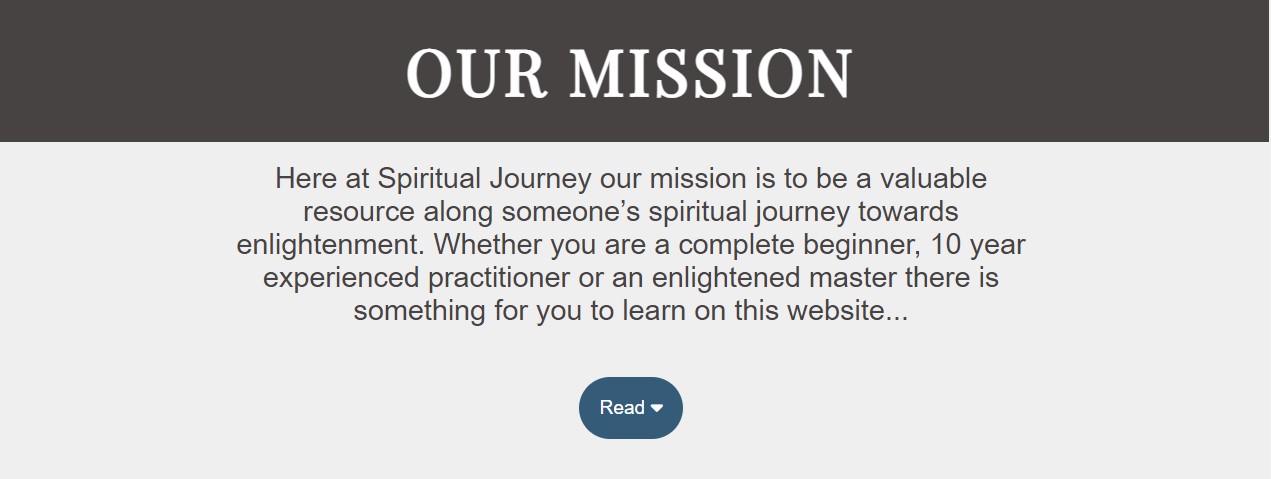 OUR MISSION
Here at Spiritual Journey our mission is to be a valuable
resource along someone’s spiritual journey towards
enlightenment. Whether you are a complete beginner, 10 year
experienced practitioner or an enlightened master there is
something for you to learn on this website...
Read